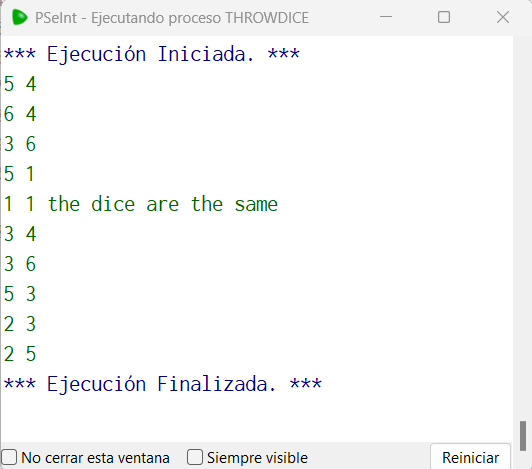 PSeInt - Ejecutando proceso THROWDICE
*** Ejecución Iniciada. ***
5 4
6 4
3 6
5 1
1 1 the dice are the same
3 4
3 6
5 3
2 3
2 5
*** Ejecución Finalizada. ***
No cerrar esta ventana Siempre visible Reiniciar